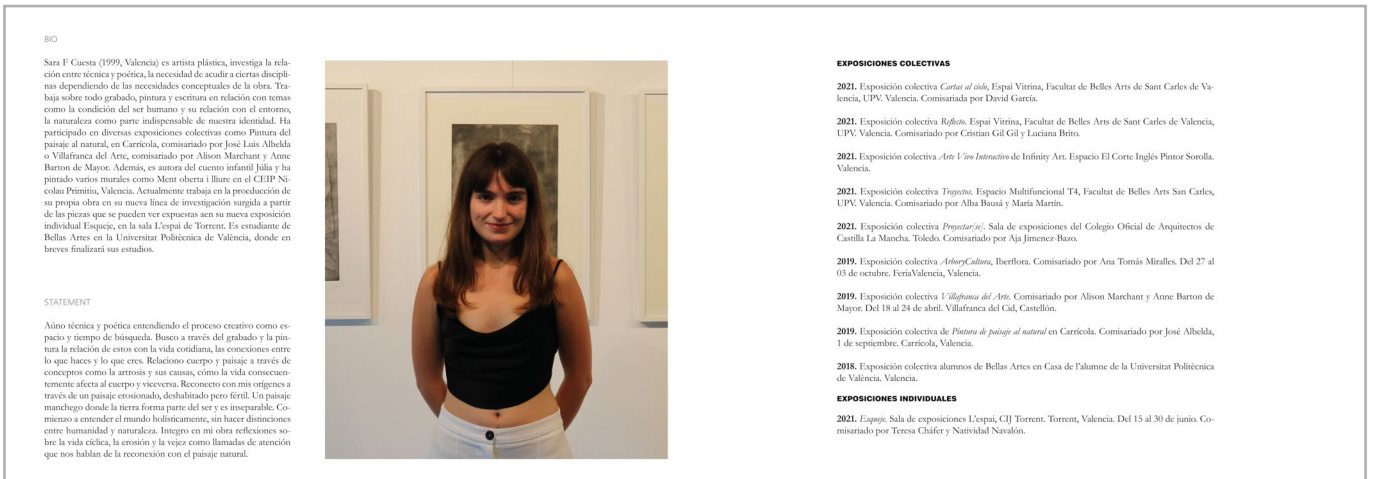 BIO
Sara F Cuesta (1999, Valencia) es artista plástica, investiga la rela-
ción entre técnica y poética, la necesidad de acudir a ciertas discipli-
nas dependiendo de las necesidades conceptuales de la obra. Tra-
baja sobre todo grabado, pintura y escritura en relación con temas
como la condición del ser humano y su relación con el entorno,
la naturaleza como parte indispensable de nuestra identidad. Ha
participado en diversas exposiciones colectivas como Pintura del
paisaje al natural, en Carrícola, comisariado por José Luis Albelda
o Villafranca del Arte, comisariado por Alison Marchant y Anne
Barton de Mayor. Además, es autora del cuento infantil Júlia y ha
pintado varios murales como Ment oberta i lliure en el CEIP Ni-
colau Primitiu, Valencia. Actualmente trabaja en la proecducción de
su propia obra en su nueva línea de investigación surgida a partir
de las piezas que se pueden ver expuestas aen su nueva exposición
individual Esqueje, en la sala L'espai de Torrent. Es estudiante de
Bellas Artes en la Universitat Politècnica de València, donde en
breves finalizará sus estudios.
STATEMENT
Aúno técnica y poética entendiendo el proceso creativo como es-
pacio y tiempo de búsqueda. Busco a través del grabado y la pin-
tura la relación de estos con la vida cotidiana, las conexiones entre
lo que haces y lo que eres. Relaciono cuerpo y paisaje a través de
conceptos como la artrosis y sus causas, cómo la vida consecuen-
temente afecta al cuerpo y viceversa. Reconecto con mis orígenes a
través de un paisaje erosionado, deshabitado pero fértil. Un paisaje
manchego donde la tierra forma parte del ser y es inseparable. Co-
mienzo a entender el mundo holísticamente, sin hacer distinciones
entre humanidad y naturaleza. Integro en mi obra reflexiones so-
bre la vida cíclica, la erosión y la vejez como llamadas de atención
que nos hablan de la reconexión con el paisaje natural.
EXPOSICIONES COLECTIVAS
2021. Exposición colectiva Cartas al cielo, Espai Vitrina, Facultat de Belles Arts de Sant Carles de Va-
lencia, UPV. Valencia. Comisariada por David García.
2021. Exposición colectiva Reflecto. Espai Vitrina, Facultat de Belles Arts de Sant Carles de Valencia,
UPV. Valencia. Comisariado por Cristian Gil Gil y Luciana Brito.
2021. Exposición colectiva Arte Vivo Interactivo de Infinity Art. Espacio El Corte Inglés Pintor Sorolla.
Valencia.
2021. Exposición colectiva Trayectos. Espacio Multifuncional T4, Facultat de Belles Arts San Carles,
UPV. Valencia. Comisariado por Alba Bausá y María Martín.
2021. Exposición colectiva Proyectar[se]. Sala de exposiciones del Colegio Oficial de Arquitectos de
Castilla La Mancha. Toledo. Comisariado por Aja Jimenez-Bazo.
2019. Exposición colectiva ArboryCultura, Iberflora. Comisariado por Ana Tomás Miralles. Del 27 al
03 de octubre. FeriaValencia, Valencia.
2019. Exposición colectiva Villafranca del Arte. Comisariado por Alison Marchant y Anne Barton de
Mayor. Del 18 al 24 de abril. Villafranca del Cid, Castellón.
2019. Exposición colectiva de Pintura de paisaje al natural en Carrícola. Comisariado por José Albelda,
1 de septiembre. Carrícola, Valencia.
2018. Exposición colectiva alumnos de Bellas Artes en Casa de l'alumne de la Universitat Politècnica
de València. Valencia.
EXPOSICIONES INDIVIDUALES
2021. Esqueje. Sala de exposiciones L'espai, CIJ Torrent. Torrent, Valencia. Del 15 al 30 de junio. Co-
misariado por Teresa Cháfer y Natividad Navalón.